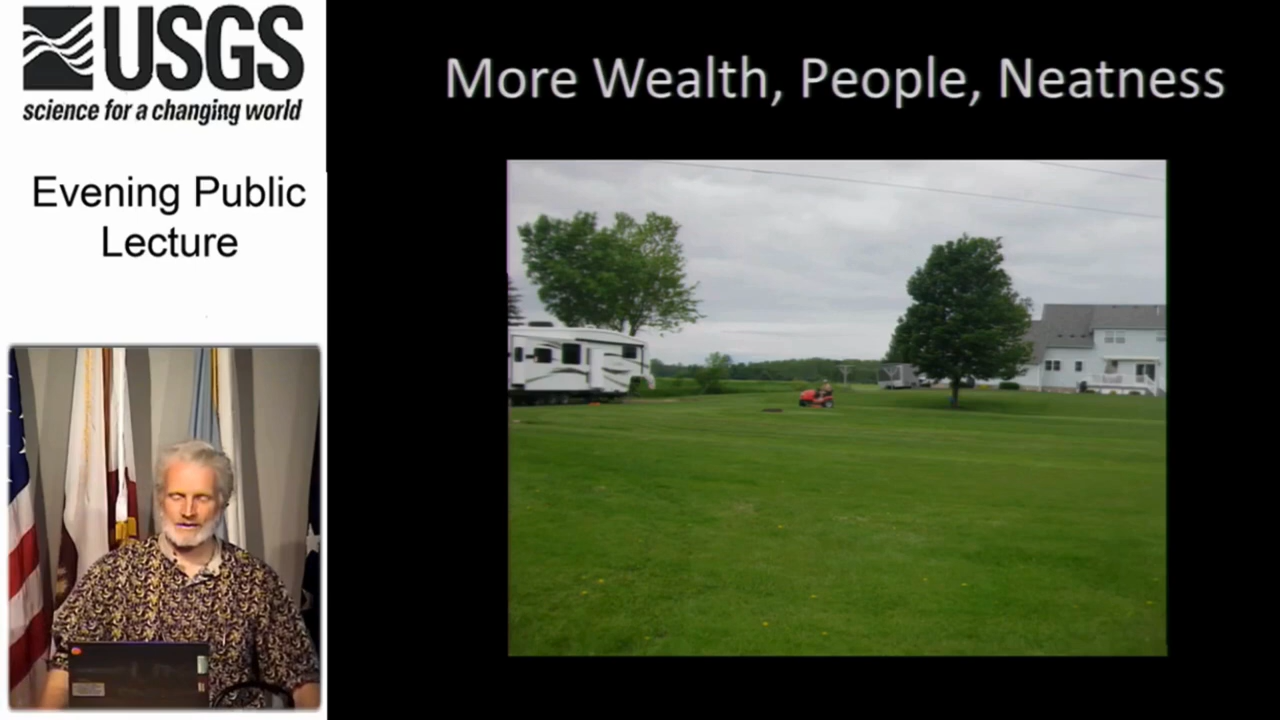 USGS
science for a changing world
Evening Public
Lecture
More Wealth, People, Neatness